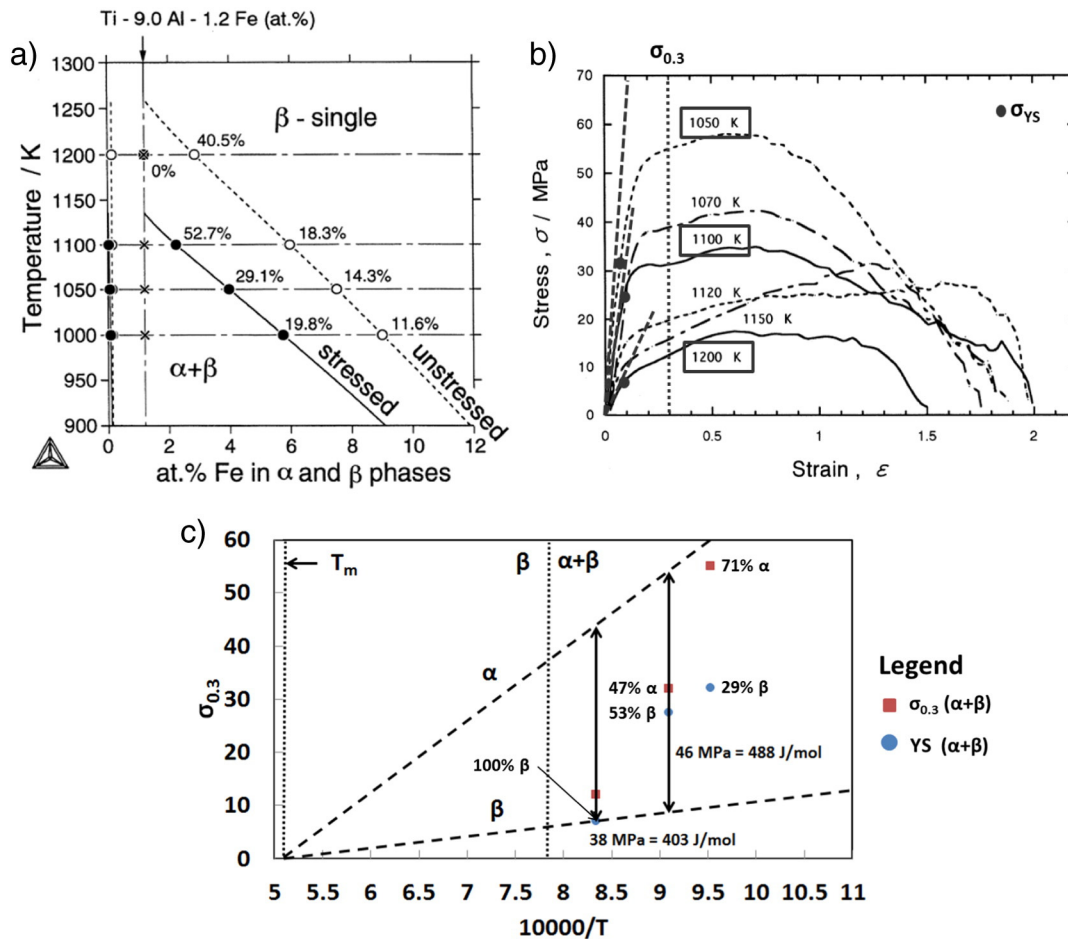 Ti - 9.0 Al - 1.2 Fe (at.%)
a)
1300
1250
1200
1150
1100
1050
1000
950
900
Temperature / K
β - single
40.5%
0%
52.7%
18.3%
29.1%
14.3%
19.8%
11.6%
α+β
stressed
unstressed
0 2 4 6 8 10 12
at.% Fe in α and β phases
b)
σ0.3
70
60
50
40
30
20
10
0
Stress, σ / MPa
σYS
1050 K
1070 K
1100 K
1120 K
1150 K
1200 K
0 0.5 1 1.5 2
Strain , ε
c)
60
50
40
30
20
10
0
σ0.3
Tm
β
α+β
71% α
α
47% α
29% β
53% β
100% β
46 MPa = 488 J/mol
β
38 MPa = 403 J/mol
5 5.5 6 6.5 7 7.5 8 8.5 9 9.5 10 10.5 11
10000/T
Legend
σ0.3 (α+β)
YS (α+β)